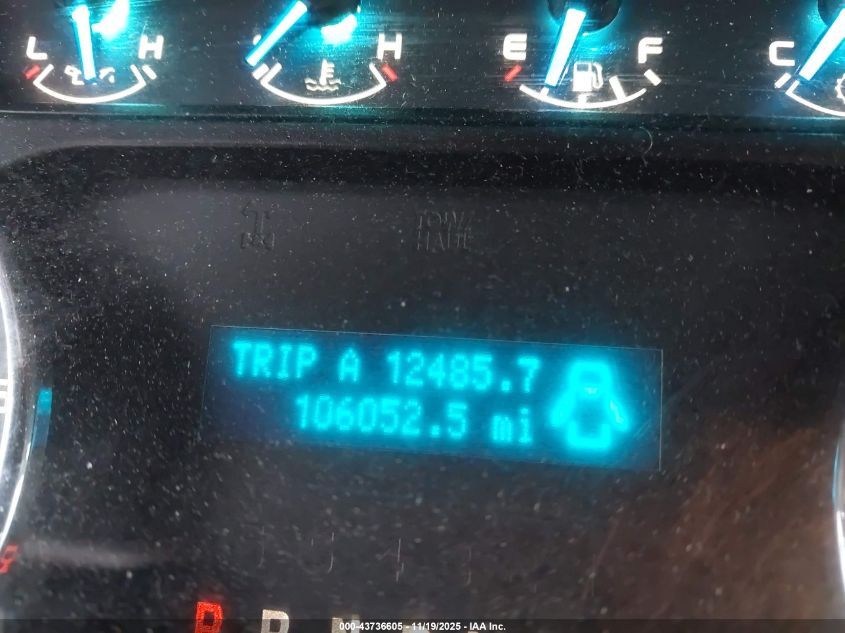 L H H E F C
TOW/
HAUL
TRIP A 12485.7
106052.5 mi
P R N
000-43736605 - 11/19/2025 - IAA Inc.